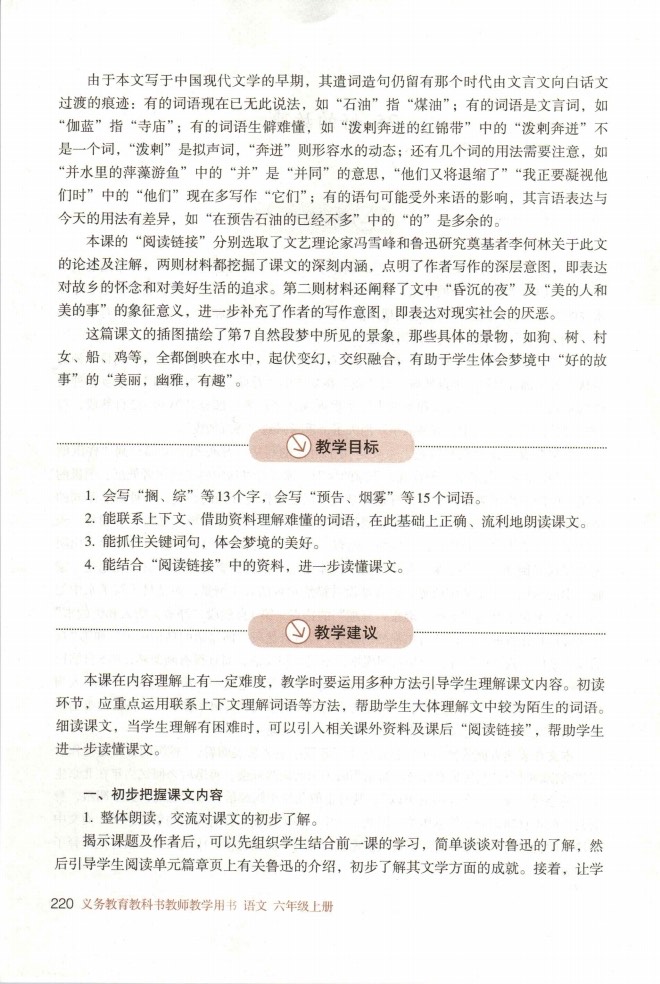 由于本文写于中国现代文学的早期，其遣词造句仍留有那个时代由文言文向白话文
过渡的痕迹：有的词语现在已无此说法，如“石油”指“煤油”；有的词语是文言词，如
“伽蓝”指“寺庙”；有的词语生僻难懂，如“泼剌奔迸的红锦带”中的“泼剌奔迸”不
是一个词，“泼剌”是拟声词，“奔迸”则形容水的动态；还有几个词的用法需要注意，如
“并水里的萍藻游鱼”中的“并”是“并同”的意思，“他们又将退缩了”“我正要凝视他
们时”中的“他们”现在多写作“它们”；有的语句可能受外来语的影响，其言语表达与
今天的用法有差异，如“在预告石油的已经不多”中的“的”是多余的。
本课的“阅读链接”分别选取了文艺理论家冯雪峰和鲁迅研究奠基者李何林关于此文
的论述及注解，两则材料都挖掘了课文的深刻内涵，点明了作者写作的深层意图，即表达
对故乡的怀念和对美好生活的追求。第二则材料还阐释了文中“昏沉的夜”及“美的人和
美的事”的象征意义，进一步补充了作者的写作意图，即表达对现实社会的厌恶。
这篇课文的插图描绘了第7自然段梦中所见的景象，那些具体的景物，如狗、树、村
女、船、鸡等，全都倒映在水中，起伏变幻，交织融合，有助于学生体会梦境中“好的故
事”的“美丽，幽雅，有趣”。
教学目标
1. 会写“搁、综”等13个字，会写“预告、烟雾”等15个词语。
2. 能联系上下文、借助资料理解难懂的词语，在此基础上正确、流利地朗读课文。
3. 能抓住关键词句，体会梦境的美好。
4. 能结合“阅读链接”中的资料，进一步读懂课文。
教学建议
本课在内容理解上有一定难度，教学时要运用多种方法引导学生理解课文内容。初读
环节，应重点运用联系上下文理解词语等方法，帮助学生大体理解文中较为陌生的词语。
细读课文，当学生理解有困难时，可以引入相关课外资料及课后“阅读链接”，帮助学生
进一步读懂课文。
一、初步把握课文内容
1. 整体朗读，交流对课文的初步了解。
揭示课题及作者后，可以先组织学生结合前一课的学习，简单谈谈对鲁迅的了解，然
后引导学生阅读单元篇章页上有关鲁迅的介绍，初步了解其文学方面的成就。接着，让学
220 义务教育教科书教师教学用书 语文 六年级上册